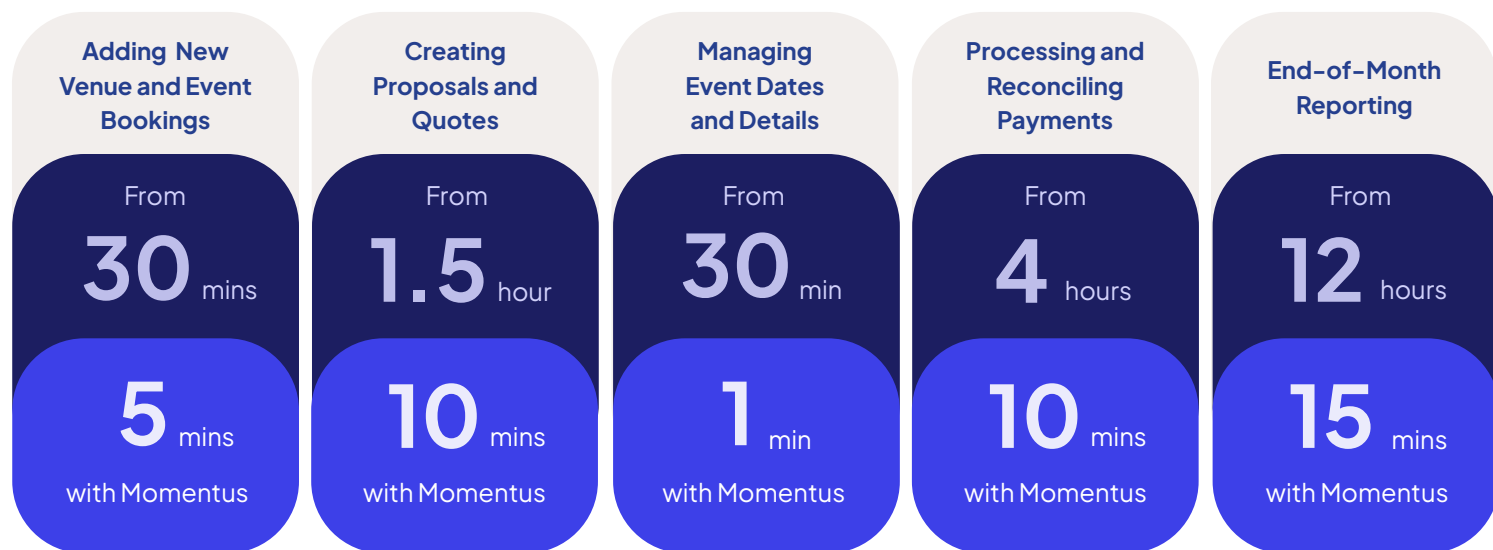 Adding New
Venue and Event
Bookings
From
30 mins
5 mins
with Momentus
Creating
Proposals and
Quotes
From
1.5 hour
10 mins
with Momentus
Managing
Event Dates
and Details
From
30 min
1 min
with Momentus
Processing and
Reconciling
Payments
From
4 hours
10 mins
with Momentus
End-of-Month
Reporting
From
12 hours
15 mins
with Momentus